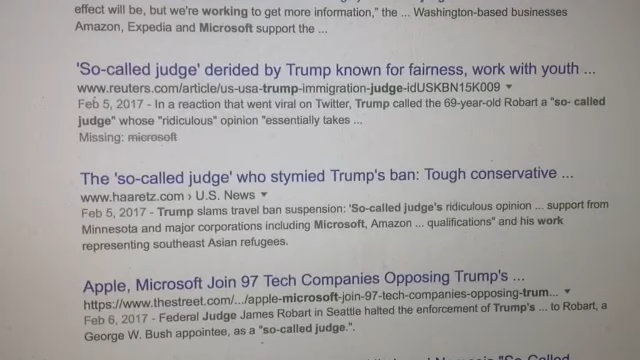 effect will be, but we're working to get more information," the ... Washington-based businesses
Amazon, Expedia and Microsoft support the ...
'So-called judge' derided by Trump known for fairness, work with youth ...
www.reuters.com/article/us-usa-trump-immigration-judge-idUSKBN15K009
Feb 5, 2017 - In a reaction that went viral on Twitter, Trump called the 69-year-old Robart a "so- called
judge" whose "ridiculous" opinion "essentially takes ...
Missing: microsoft
The 'so-called judge' who stymied Trump's ban: Tough conservative ...
www.haaretz.com › U.S. News
Feb 5, 2017 - Trump slams travel ban suspension: 'So-called judge's ridiculous opinion ... support from
Minnesota and major corporations including Microsoft, Amazon ... qualifications" and his work
representing southeast Asian refugees.
Apple, Microsoft Join 97 Tech Companies Opposing Trump's ...
https://www.thestreet.com/.../apple-microsoft-join-97-tech-companies-opposing-trum...
Feb 6, 2017 - Federal Judge James Robart in Seattle halted the enforcement of Trump's ... to Robart, a
George W. Bush appointee, as a "so-called judge.".
"So-Called